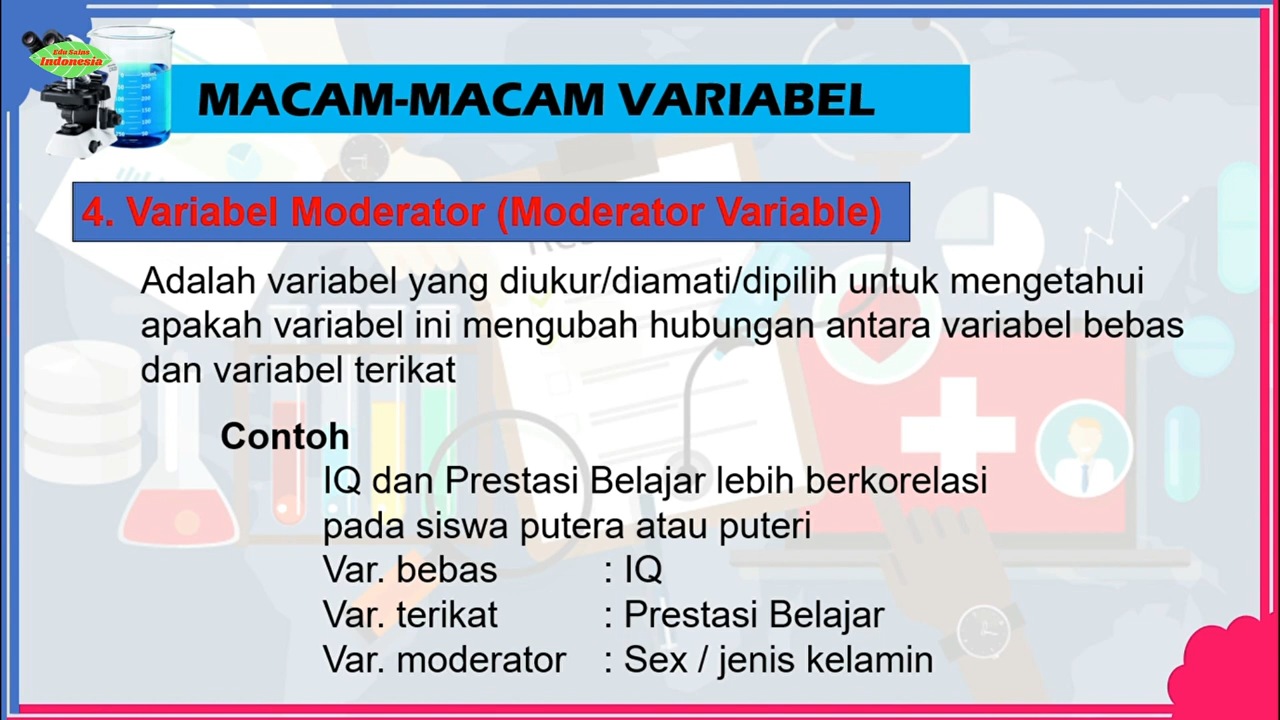 Edu Sains
Indonesia
MACAM-MACAM VARIABEL
4. Variabel Moderator (Moderator Variable)
Adalah variabel yang diukur/diamati/dipilih untuk mengetahui
apakah variabel ini mengubah hubungan antara variabel bebas
dan variabel terikat
Contoh
IQ dan Prestasi Belajar lebih berkorelasi
pada siswa putera atau puteri
Var. bebas : IQ
Var. terikat : Prestasi Belajar
Var. moderator : Sex / jenis kelamin